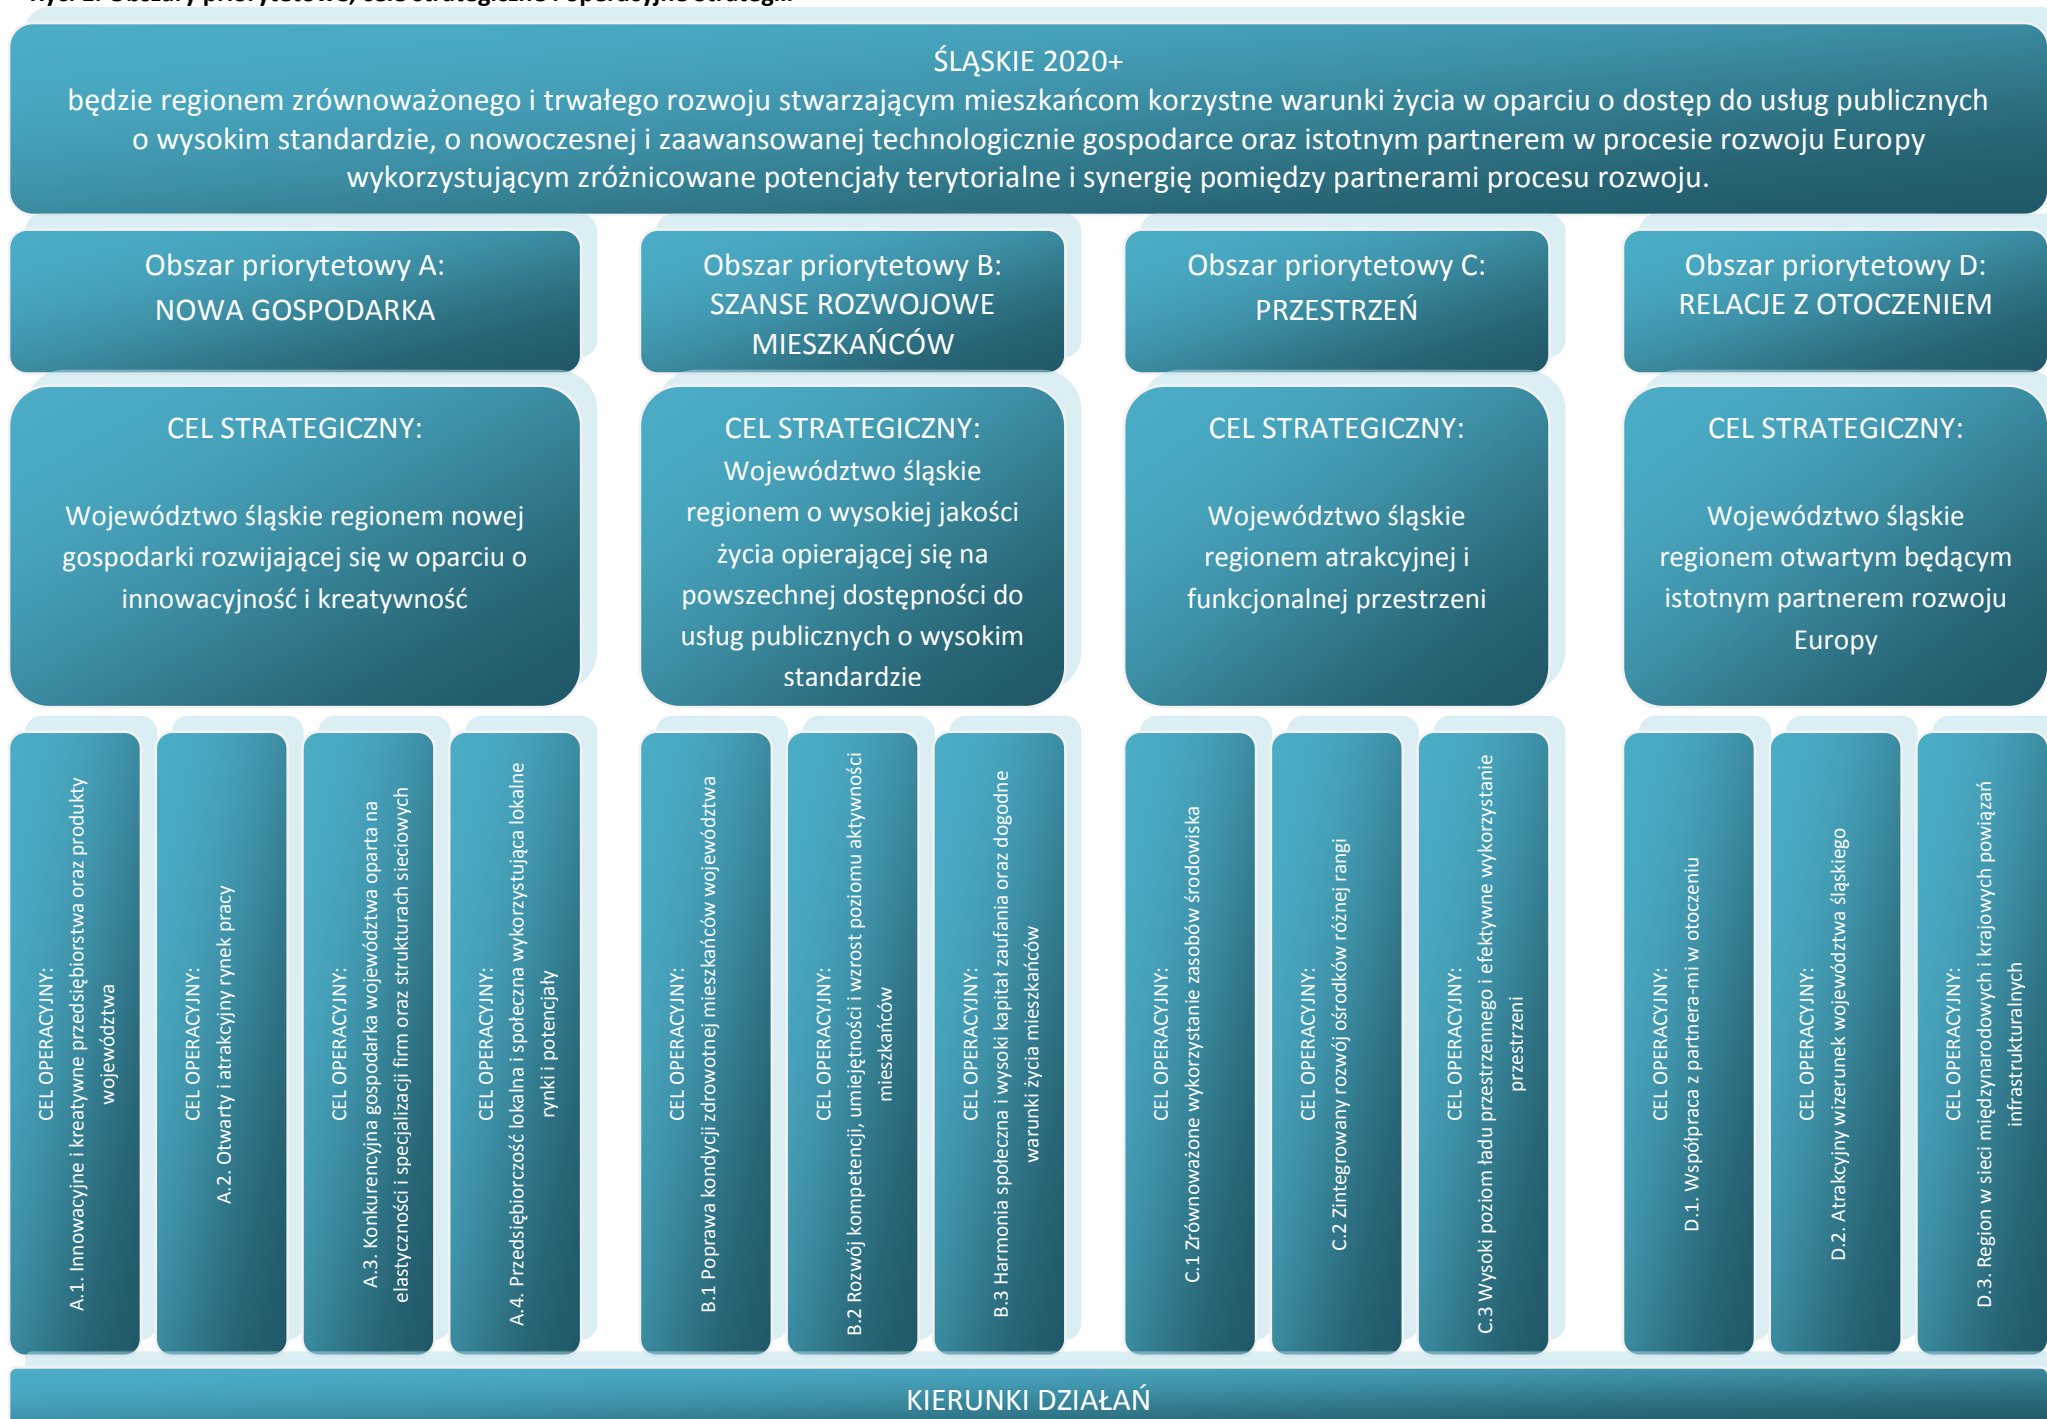 Ryc. 2. Obszary priorytetowe, cele strategiczne i operacyjne Strategii
ŚLĄSKIE 2020+
będzie regionem zrównoważonego i trwałego rozwoju stwarzającym mieszkańcom korzystne warunki życia w oparciu o dostęp do usług publicznych
o wysokim standardzie, o nowoczesnej i zaawansowanej technologicznie gospodarce oraz istotnym partnerem w procesie rozwoju Europy
wykorzystującym zróżnicowane potencjały terytorialne i synergię pomiędzy partnerami procesu rozwoju.
Obszar priorytetowy A:
NOWA GOSPODARKA
Obszar priorytetowy B:
SZANSE ROZWOJOWE
MIESZKAŃCÓW
Obszar priorytetowy C:
PRZESTRZEŃ
Obszar priorytetowy D:
RELACJE Z OTOCZENIEM
CEL STRATEGICZNY:
Województwo śląskie regionem nowej
gospodarki rozwijającej się w oparciu o
innowacyjność i kreatywność
CEL STRATEGICZNY:
Województwo śląskie
regionem o wysokiej jakości
życia opierającej się na
powszechnej dostępności do
usług publicznych o wysokim
standardzie
CEL STRATEGICZNY:
Województwo śląskie
regionem atrakcyjnej i
funkcjonalnej przestrzeni
CEL STRATEGICZNY:
Województwo śląskie
regionem otwartym będącym
istotnym partnerem rozwoju
Europy
CEL OPERACYJNY:
A.1. Innowacyjne i kreatywne przedsiębiorstwa oraz produkty
województwa
CEL OPERACYJNY:
A.2. Otwarty i atrakcyjny rynek pracy
CEL OPERACYJNY:
A.3. Konkurencyjna gospodarka województwa oparta na
elastyczności i specjalizacji firm oraz strukturach sieciowych
CEL OPERACYJNY:
A.4. Przedsiębiorczość lokalna i społeczna wykorzystująca lokalne
rynki i potencjały
CEL OPERACYJNY:
B.1 Poprawa kondycji zdrowotnej mieszkańców województwa
CEL OPERACYJNY:
B.2 Rozwój kompetencji, umiejętności i wzrost poziomu aktywności
mieszkańców
CEL OPERACYJNY:
B.3 Harmonia społeczna i wysoki kapitał zaufania oraz dogodne
warunki życia mieszkańców
CEL OPERACYJNY:
C.1 Zrównoważone wykorzystanie zasobów środowiska
CEL OPERACYJNY:
C.2 Zintegrowany rozwój ośrodków różnej rangi
CEL OPERACYJNY:
C.3 Wysoki poziom ładu przestrzennego i efektywne wykorzystanie
przestrzeni
CEL OPERACYJNY:
D.1. Współpraca z partnera-mi w otoczeniu
CEL OPERACYJNY:
D.2. Atrakcyjny wizerunek województwa śląskiego
CEL OPERACYJNY:
D.3. Region w sieci międzynarodowych i krajowych powiązań
infrastrukturalnych
KIERUNKI DZIAŁAŃ